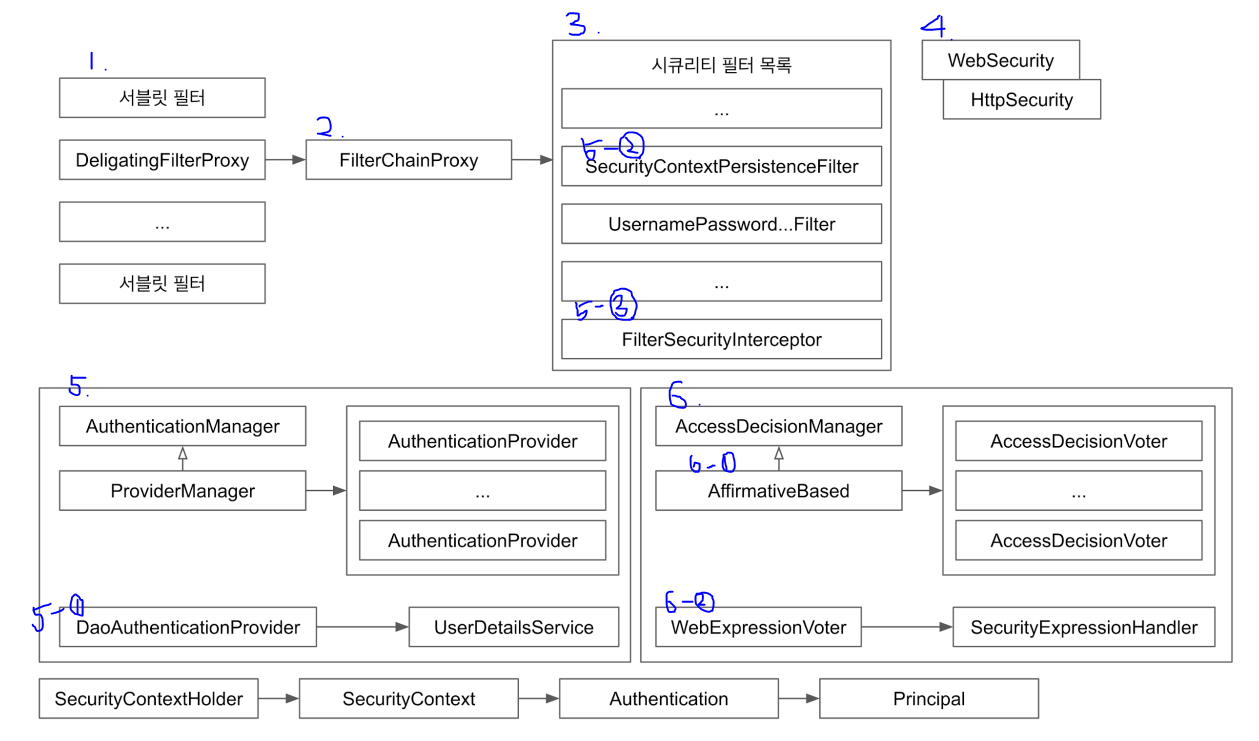 1.
서블릿 필터
DeligatingFilterProxy
...
서블릿 필터
2.
FilterChainProxy
3.
시큐리티 필터 목록
...
5-②
SecurityContextPersistenceFilter
UsernamePassword...Filter
...
5-③
FilterSecurityInterceptor
4.
WebSecurity
HttpSecurity
5.
AuthenticationManager
ProviderManager
AuthenticationProvider
...
AuthenticationProvider
5-①
DaoAuthenticationProvider
UserDetailsService
6.
AccessDecisionManager
6-①
AffirmativeBased
AccessDecisionVoter
...
AccessDecisionVoter
6-②
WebExpressionVoter
SecurityExpressionHandler
SecurityContextHolder
SecurityContext
Authentication
Principal